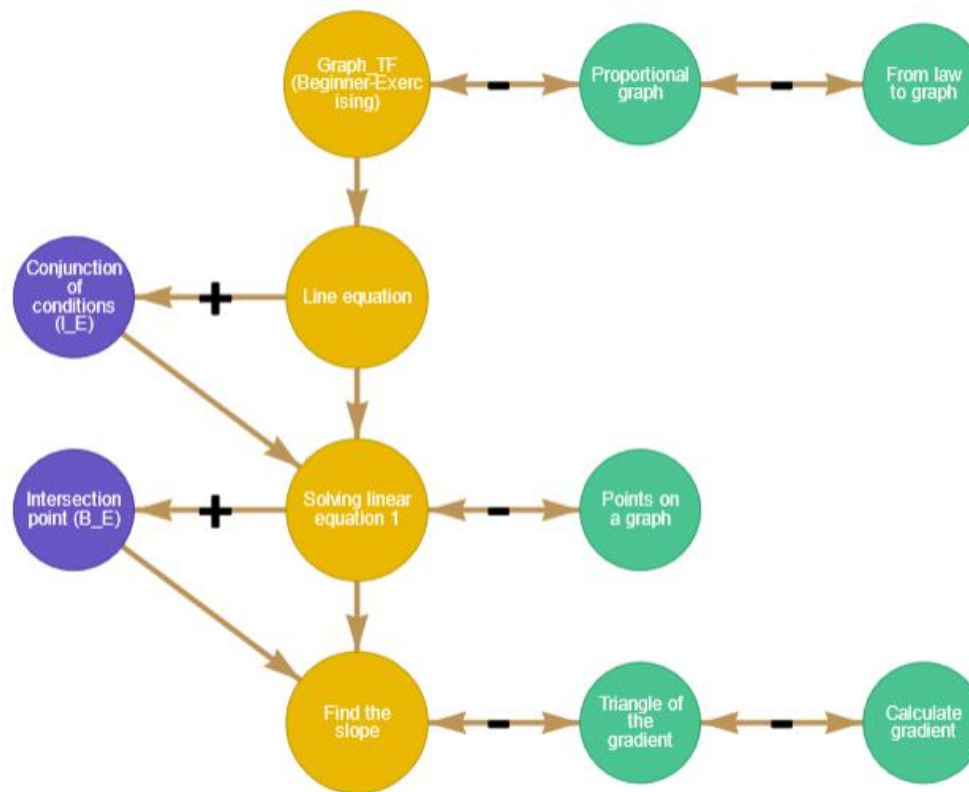 Graph_TF
(Beginner-Exerc
ising)
Proportional
graph
From law
to graph
Conjunction
of
conditions
(I_E)
Line equation
Intersection
point (B_E)
Solving linear
equation 1
Points on
a graph
Find the
slope
Triangle of
the
gradient
Calculate
gradient